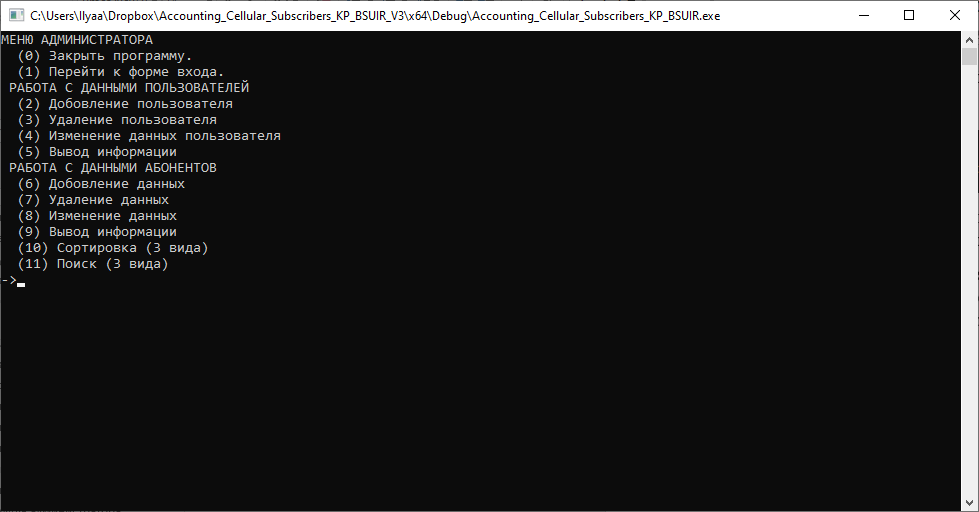 C:\Users\Ilyaa\Dropbox\Accounting_Cellular_Subscribers_KP_BSUIR_V3\x64\Debug\Accounting_Cellular_Subscribers_KP_BSUIR.exe
МЕНЮ АДМИНИСТРАТОРА
(0) Закрыть программу.
(1) Перейти к форме входа.
РАБОТА С ДАННЫМИ ПОЛЬЗОВАТЕЛЕЙ
(2) Добовление пользователя
(3) Удаление пользователя
(4) Изменение данных пользователя
(5) Вывод информации
РАБОТА С ДАННЫМИ АБОНЕНТОВ
(6) Добовление данных
(7) Удаление данных
(8) Изменение данных
(9) Вывод информации
(10) Сортировка (3 вида)
(11) Поиск (3 вида)
->